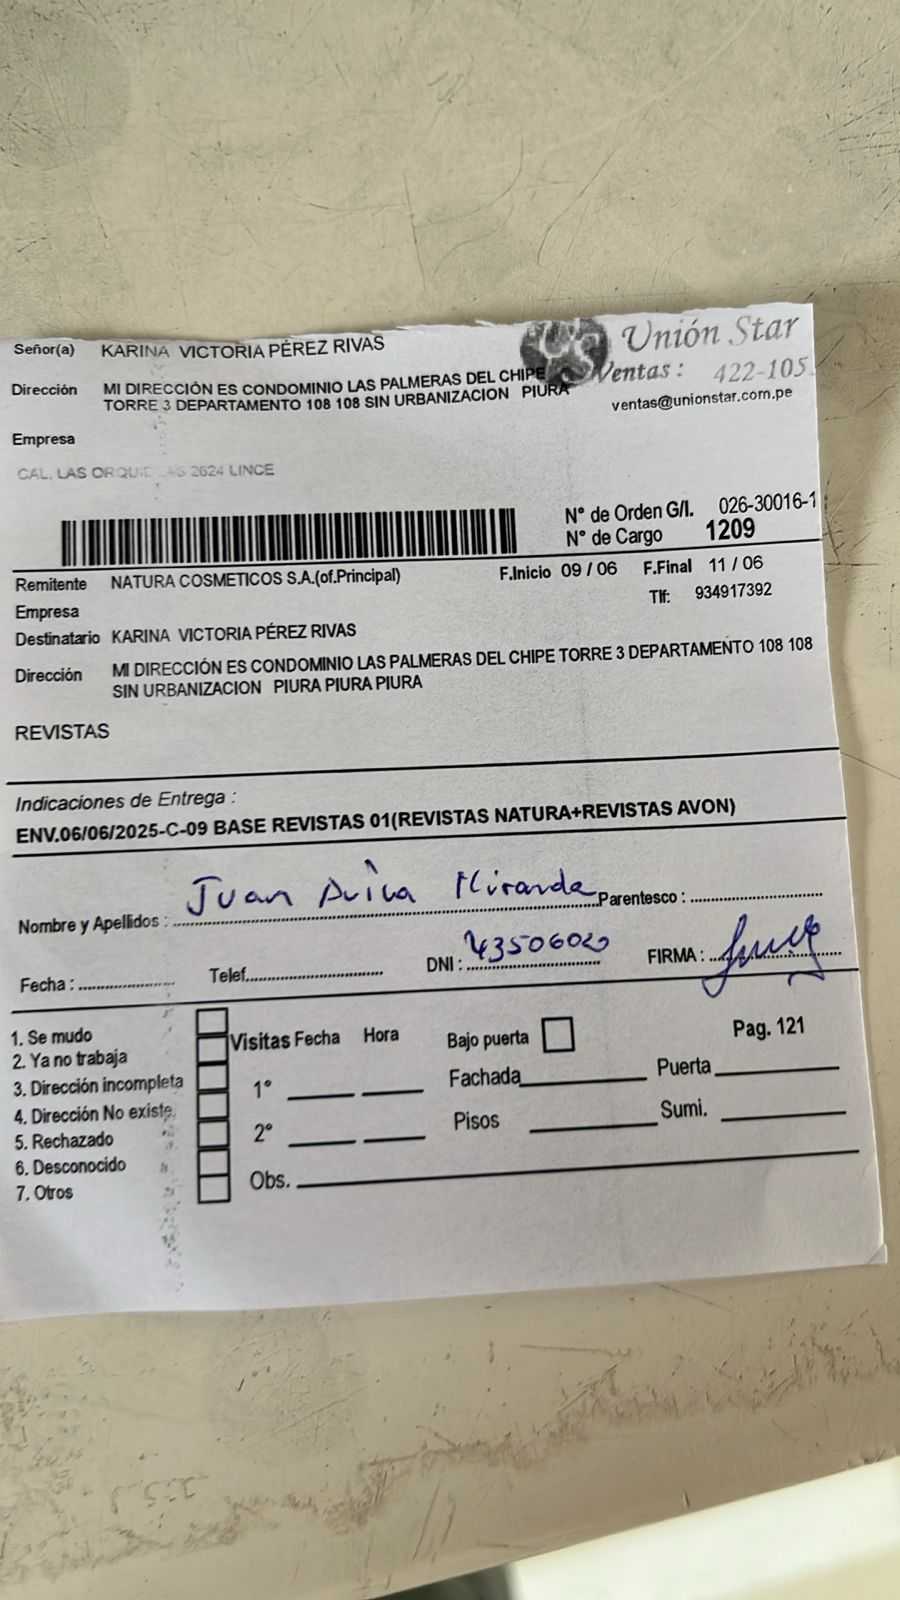 Señor(a) KARINA VICTORIA PÉREZ RIVAS
Unión Star
Dirección MI DIRECCIÓN ES CONDOMINIO LAS PALMERAS DEL CHIPE
TORRE 3 DEPARTAMENTO 108 108 SIN URBANIZACION PIURA
Ventas: 422-105
ventas@unionstar.com.pe
Empresa
CAL. LAS 2624 LINCE
N° de Orden G/I. 026-30016-1
N° de Cargo 1209
Remitente NATURA COSMETICOS S.A.(of.Principal)
F.Inicio 09 / 06 F.Final 11 / 06
Empresa
Tlf: 934917392
Destinatario KARINA VICTORIA PÉREZ RIVAS
Dirección MI DIRECCIÓN ES CONDOMINIO LAS PALMERAS DEL CHIPE TORRE 3 DEPARTAMENTO 108 108
SIN URBANIZACION PIURA PIURA PIURA
REVISTAS
Indicaciones de Entrega :
ENV.06/06/2025-C-09 BASE REVISTAS 01(REVISTAS NATURA+REVISTAS AVON)
Nombre y Apellidos : Juan Miranda Parentesco :
Fecha : Telef. DNI : 43506020 FIRMA :
1. Se mudo
2. Ya no trabaja
3. Dirección incompleta
4. Dirección No existe
5. Rechazado
6. Desconocido
7. Otros
Visitas Fecha Hora Bajo puerta Pag. 121
1° Fachada Puerta
2° Pisos Sumi.
Obs.